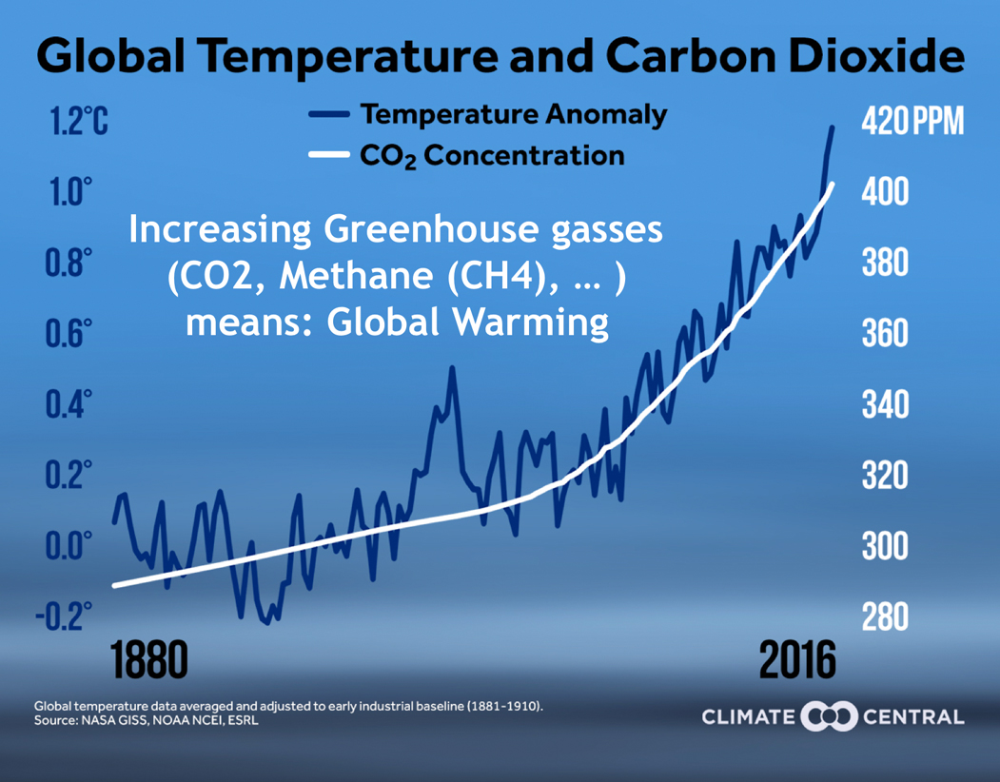 Global Temperature and Carbon Dioxide
Temperature Anomaly
CO₂ Concentration
1.2°C
1.0°
0.8°
0.6°
0.4°
0.2°
0.0°
-0.2°
420 PPM
400
380
360
340
320
300
280
Increasing Greenhouse gasses
(CO2, Methane (CH4), ... )
means: Global Warming
1880
2016
Global temperature data averaged and adjusted to early industrial baseline (1881-1910).
Source: NASA GISS, NOAA NCEI, ESRL
CLIMATE CENTRAL